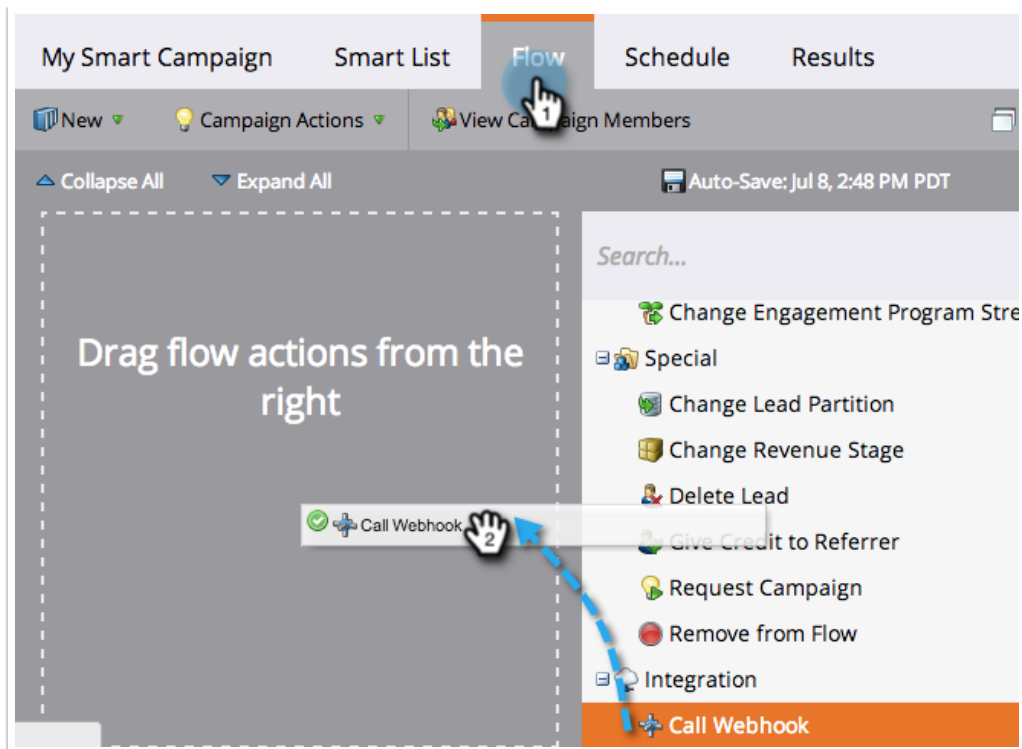 My Smart Campaign Smart List Flow Schedule Results
1
New Campaign Actions View Campaign Members
Collapse All Expand All Auto-Save: Jul 8, 2:48 PM PDT
Search...
Drag flow actions from the
right
Call Webhook
2
Change Engagement Program Stre
Special
Change Lead Partition
Change Revenue Stage
Delete Lead
Give Credit to Referrer
Request Campaign
Remove from Flow
Integration
Call Webhook